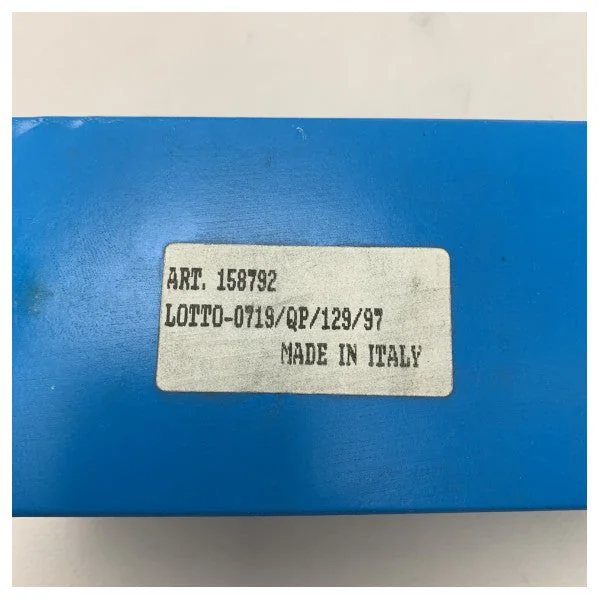 ART. 158792
LOTTO-0719/QP/129/97
MADE IN ITALY